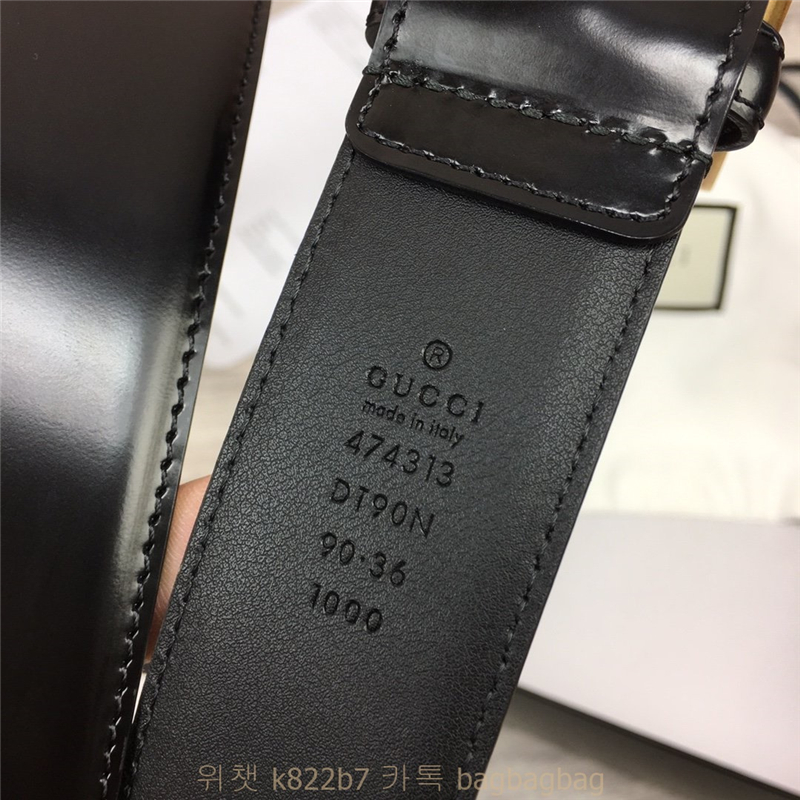 ®
GUCCI
made in italy
474313
DT90N
90·36
1000
위챗 k822b7 카톡 bagbagbag